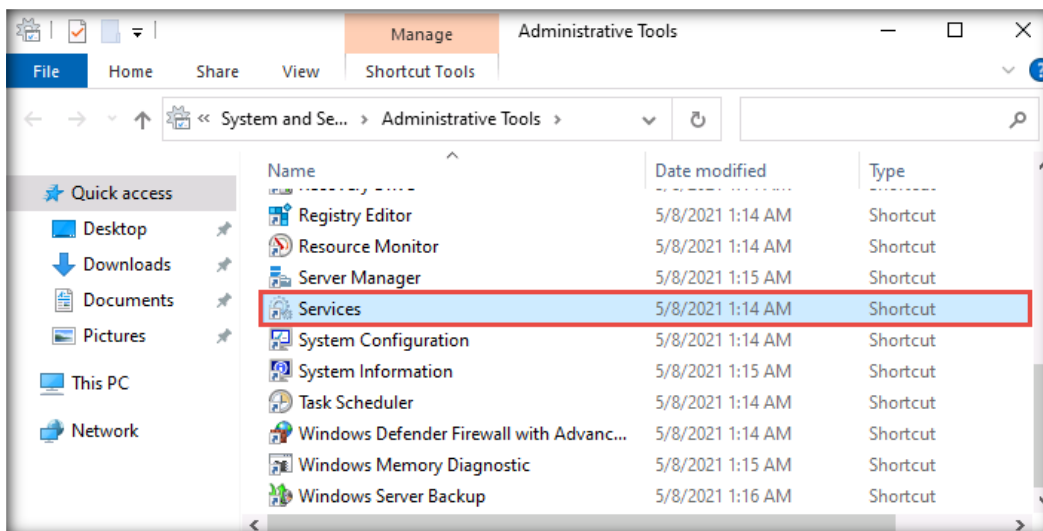 Manage Administrative Tools
File Home Share View Shortcut Tools
« System and Se... > Administrative Tools >
Name Date modified Type
Quick access
Registry Editor 5/8/2021 1:14 AM Shortcut
Desktop
Resource Monitor 5/8/2021 1:14 AM Shortcut
Downloads
Server Manager 5/8/2021 1:15 AM Shortcut
Documents
Services 5/8/2021 1:14 AM Shortcut
Pictures
System Configuration 5/8/2021 1:14 AM Shortcut
System Information 5/8/2021 1:15 AM Shortcut
This PC
Task Scheduler 5/8/2021 1:14 AM Shortcut
Network
Windows Defender Firewall with Advanc... 5/8/2021 1:14 AM Shortcut
Windows Memory Diagnostic 5/8/2021 1:15 AM Shortcut
Windows Server Backup 5/8/2021 1:16 AM Shortcut